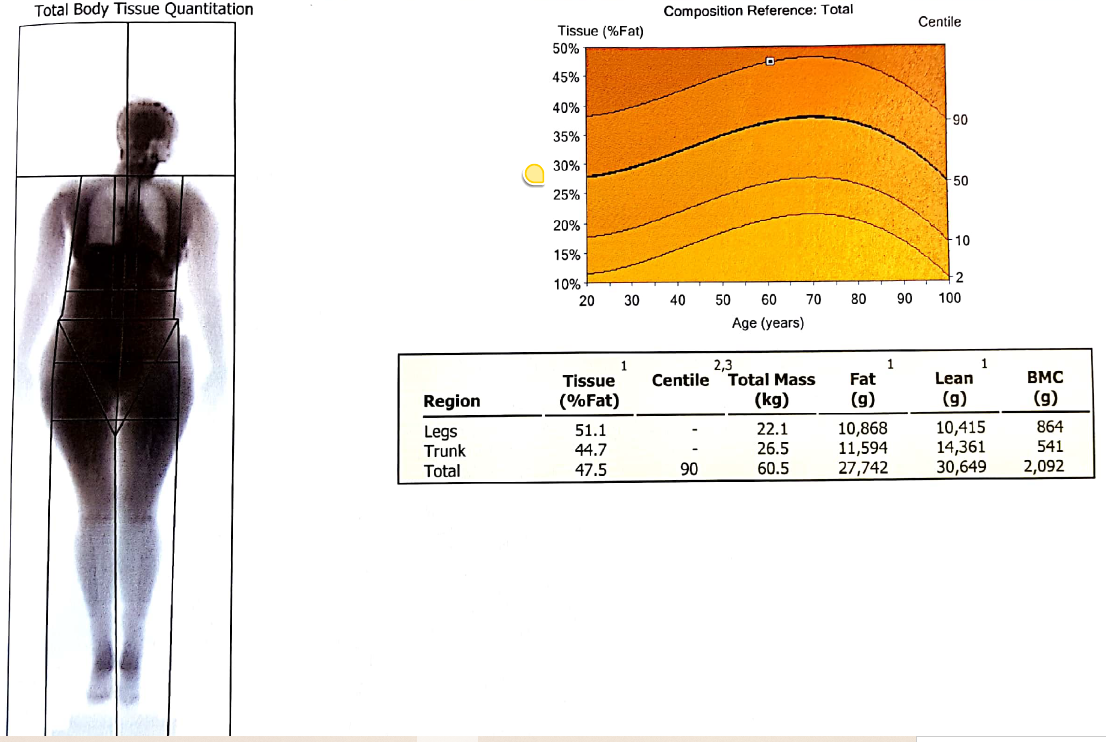 Total Body Tissue Quantitation
Composition Reference: Total
Tissue (%Fat)
Centile
50%
45%
40%
35%
30%
25%
20%
15%
10%
90
50
10
2
20 30 40 50 60 70 80 90 100
Age (years)
Region Tissue (%Fat) 1 Centile 2,3 Total Mass (kg) Fat (g) 1 Lean (g) 1 BMC (g)
Legs 51.1 - 22.1 10,868 10,415 864
Trunk 44.7 - 26.5 11,594 14,361 541
Total 47.5 90 60.5 27,742 30,649 2,092